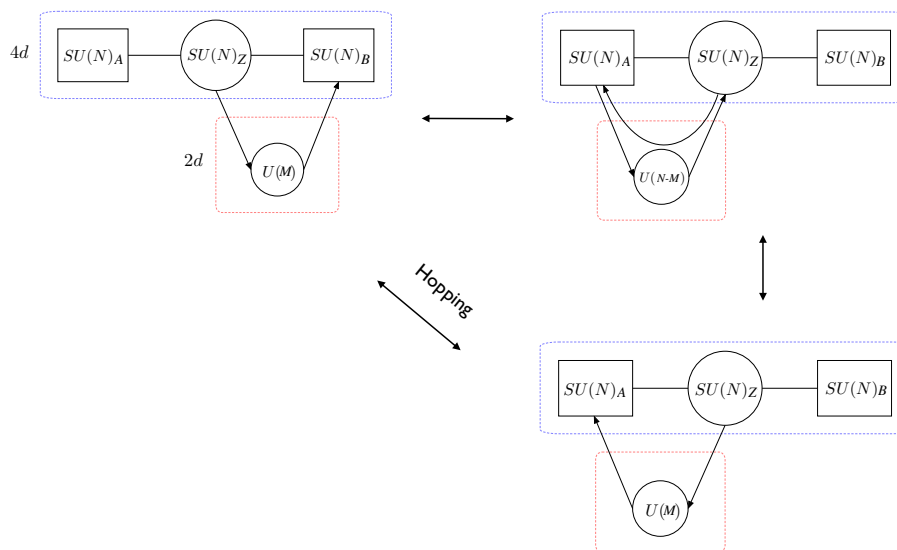 4d
SU(N)_A SU(N)_Z SU(N)_B
2d
U(M)
SU(N)_A SU(N)_Z SU(N)_B
U(N-M)
Hopping
SU(N)_A SU(N)_Z SU(N)_B
U(M)